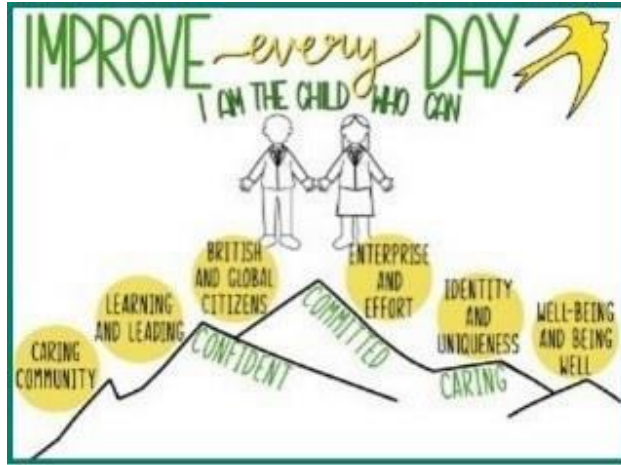 IMPROVE every DAY
I AM THE CHILD WHO CAN
CARING
COMMUNITY
LEARNING
AND LEADING
BRITISH
AND GLOBAL
CITIZENS
ENTERPRISE
AND
EFFORT
IDENTITY
AND
UNIQUENESS
WELL-BEING
AND BEING
WELL
CONFIDENT
COMMITTED
CARING